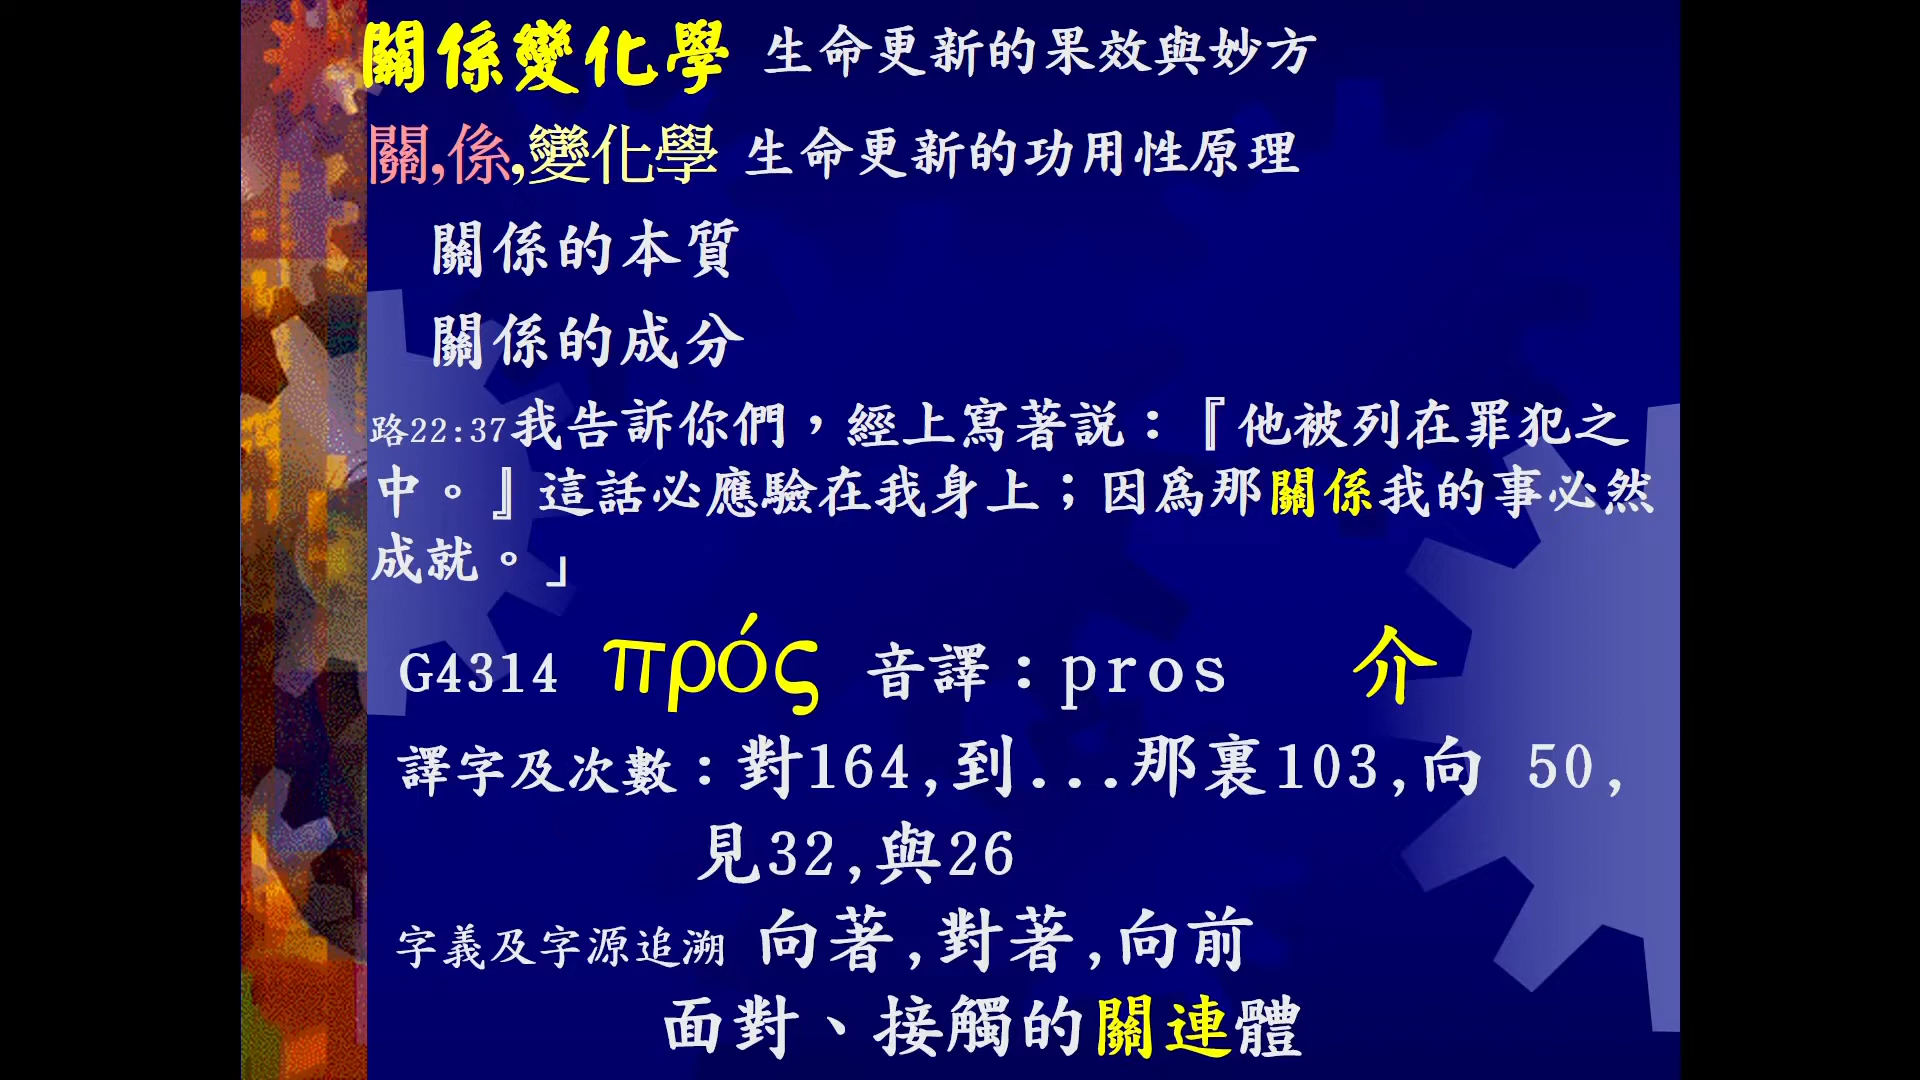 關係變化學 生命更新的果效與妙方
關,係,變化學 生命更新的功用性原理
關係的本質
關係的成分
路22:37我告訴你們，經上寫著說：『他被列在罪犯之
中。』這話必應驗在我身上；因為那關係我的事必然
成就。」
G4314 πρός 音譯：pros 介
譯字及次數：對164,到...那裏103,向 50,
見32,與26
字義及字源追溯 向著,對著,向前
面對、接觸的關連體